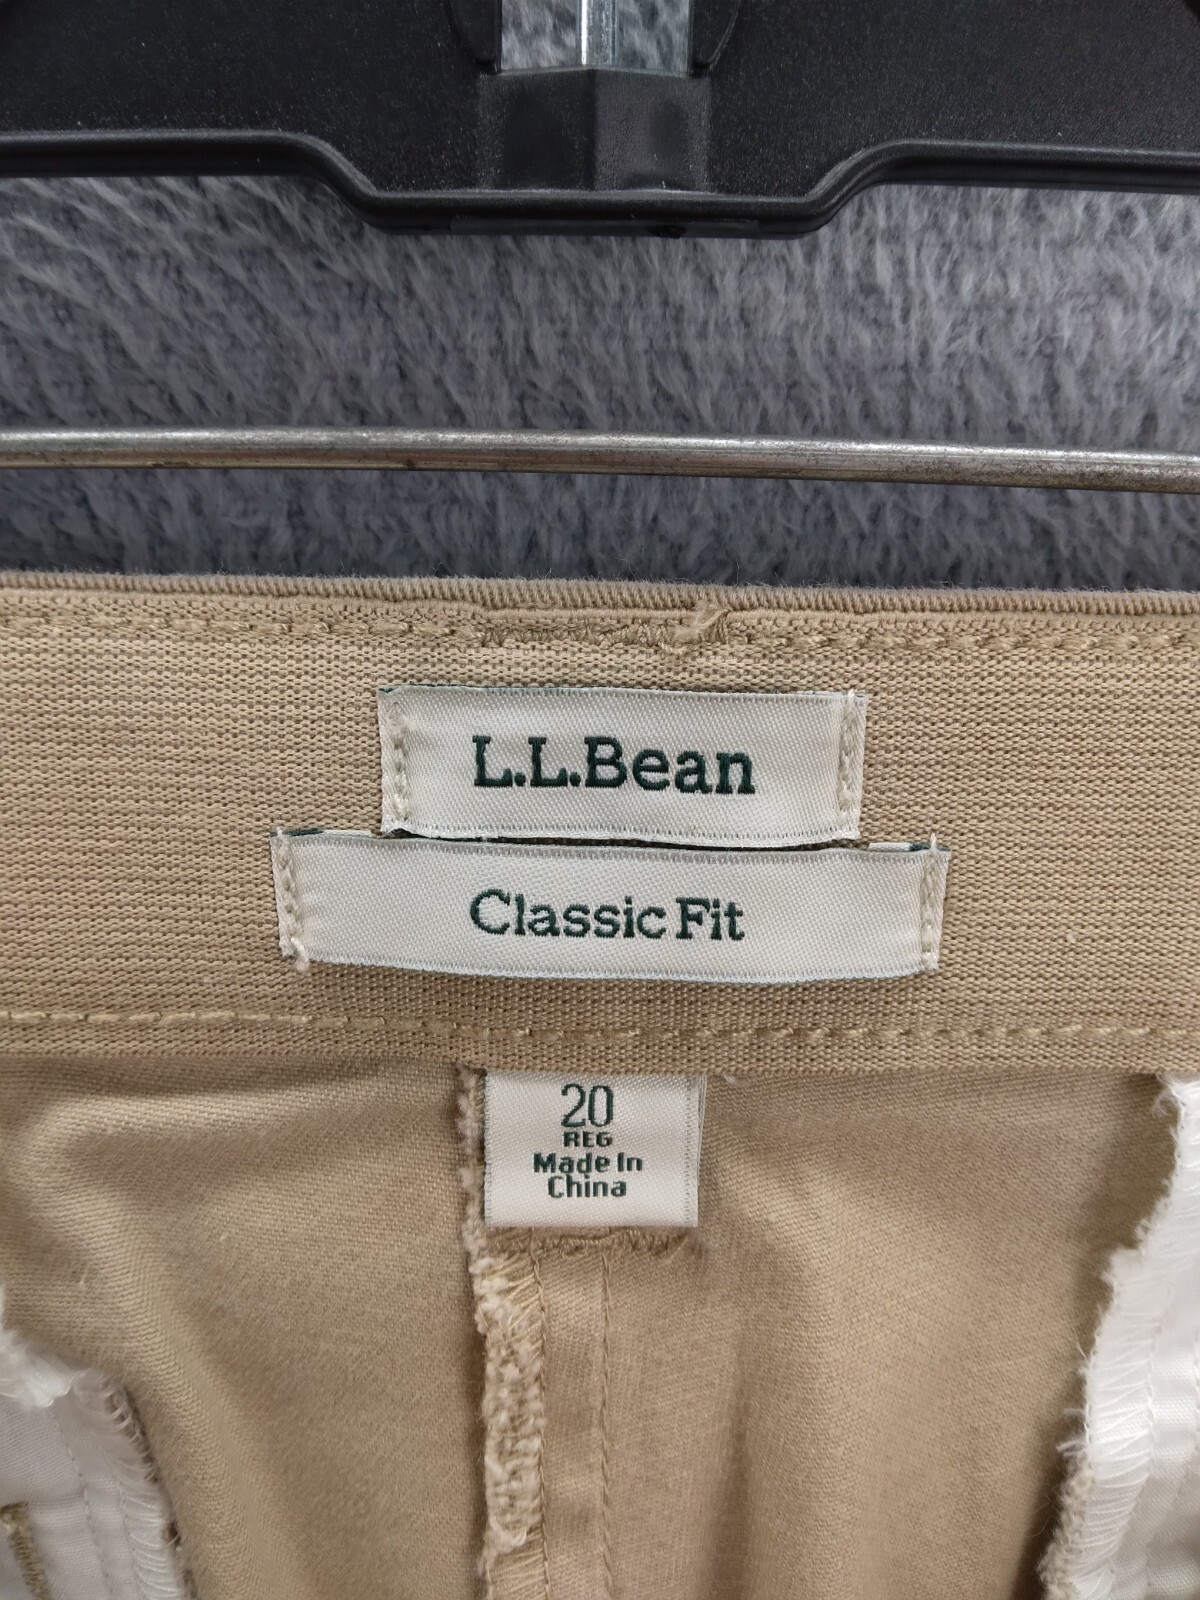 L.L.Bean
Classic Fit
20
REG
Made In
China